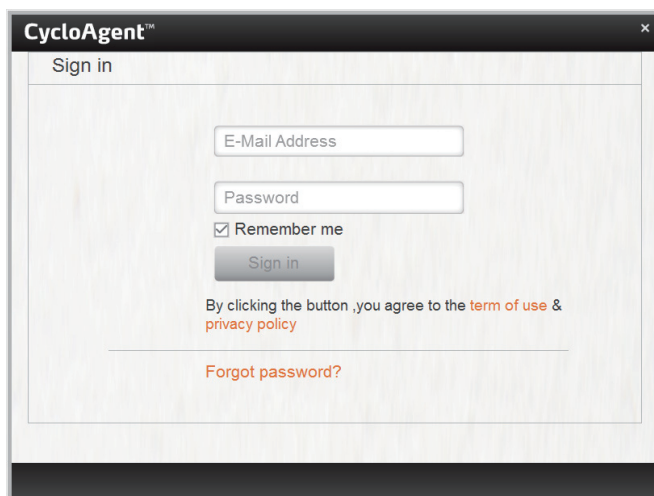 CycloAgent™
×
Sign in
E-Mail Address
Password
Remember me
Sign in
By clicking the button ,you agree to the term of use &
privacy policy
Forgot password?